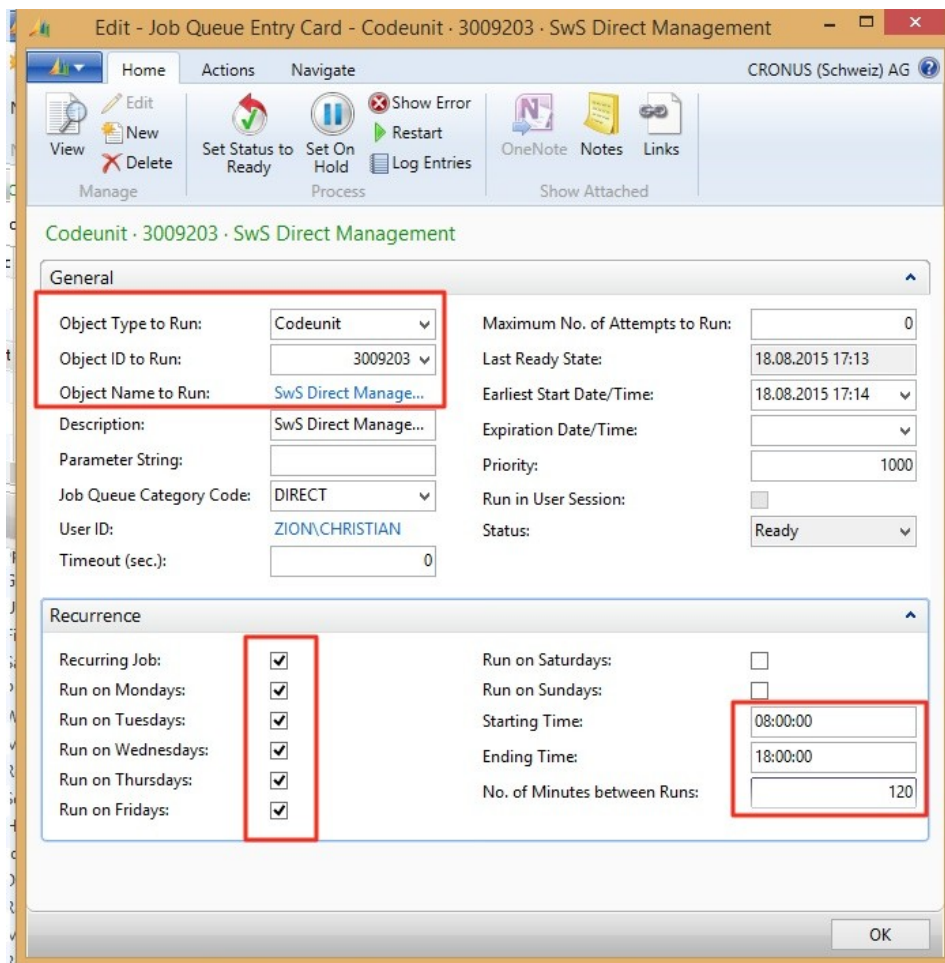 Edit - Job Queue Entry Card - Codeunit · 3009203 · SwS Direct Management
Home Actions Navigate CRONUS (Schweiz) AG
View
Edit
New
Delete
Manage
Set Status to Ready
Set On Hold
Show Error
Restart
Log Entries
Process
OneNote Notes Links
Show Attached
Codeunit · 3009203 · SwS Direct Management
General
Object Type to Run: Codeunit
Object ID to Run: 3009203
Object Name to Run: SwS Direct Manage...
Description: SwS Direct Manage...
Parameter String:
Job Queue Category Code: DIRECT
User ID: ZION\CHRISTIAN
Timeout (sec.): 0
Maximum No. of Attempts to Run: 0
Last Ready State: 18.08.2015 17:13
Earliest Start Date/Time: 18.08.2015 17:14
Expiration Date/Time:
Priority: 1000
Run in User Session:
Status: Ready
Recurrence
Recurring Job:
Run on Mondays:
Run on Tuesdays:
Run on Wednesdays:
Run on Thursdays:
Run on Fridays:
Run on Saturdays:
Run on Sundays:
Starting Time: 08:00:00
Ending Time: 18:00:00
No. of Minutes between Runs: 120
OK